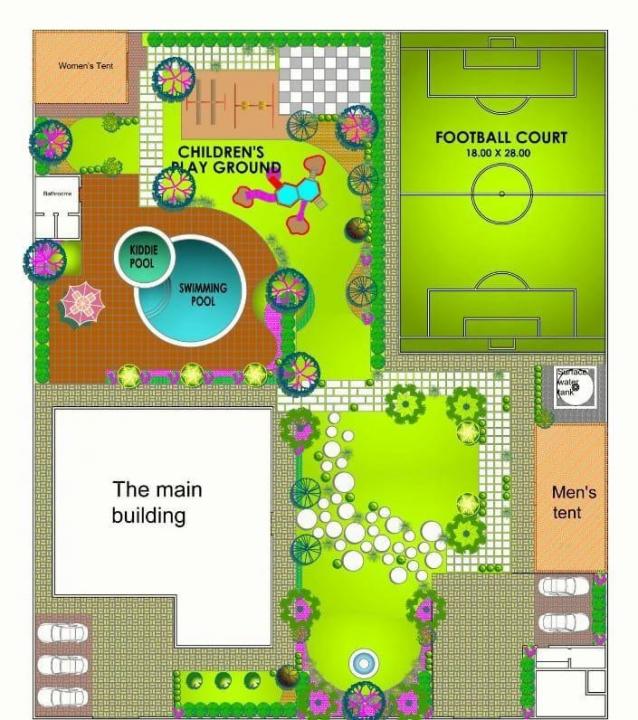 Women's Tent
FOOTBALL COURT
18.00 X 28.00
CHILDREN'S
PLAY GROUND
Bathrooms
KIDDIE
POOL
SWIMMING
POOL
Surface
water
tank
The main
building
Men's
tent